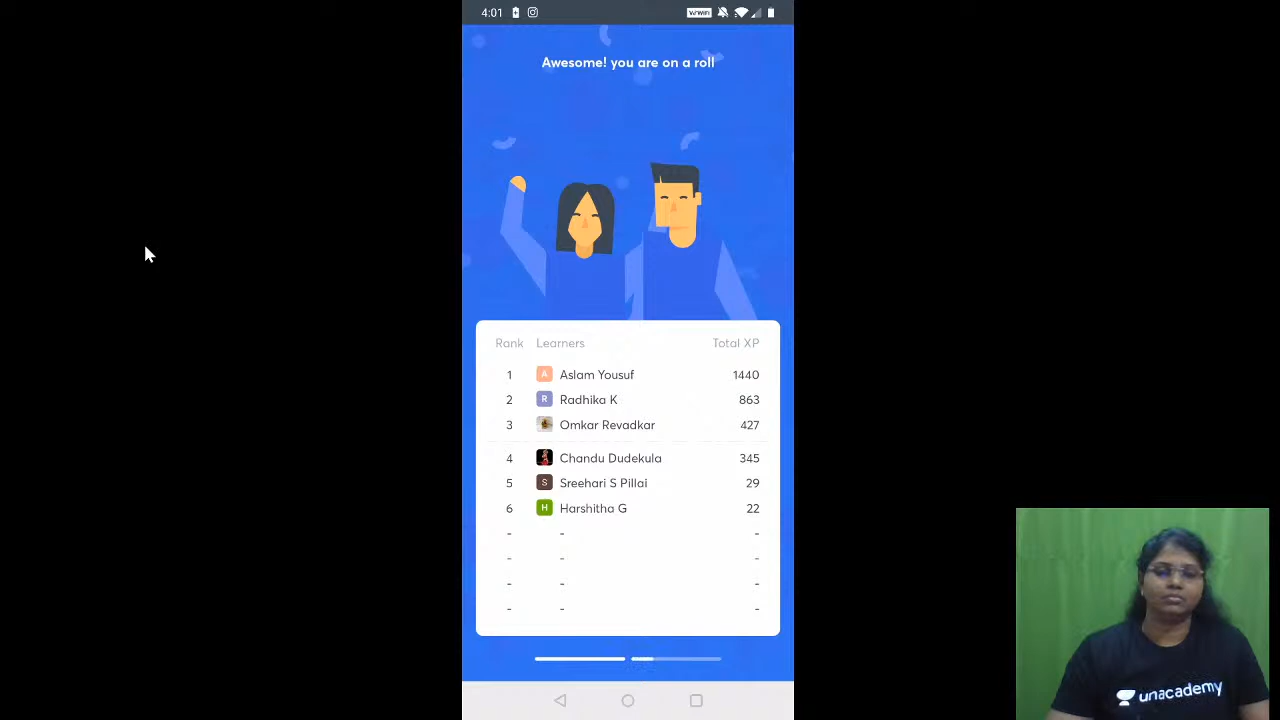 4:01
Awesome! you are on a roll
Rank Learners Total XP
1 A Aslam Yousuf 1440
2 R Radhika K 863
3 Omkar Revadkar 427
4 Chandu Dudekula 345
5 S Sreehari S Pillai 29
6 H Harshitha G 22
- - -
- - -
- - -
- - -
unacademy